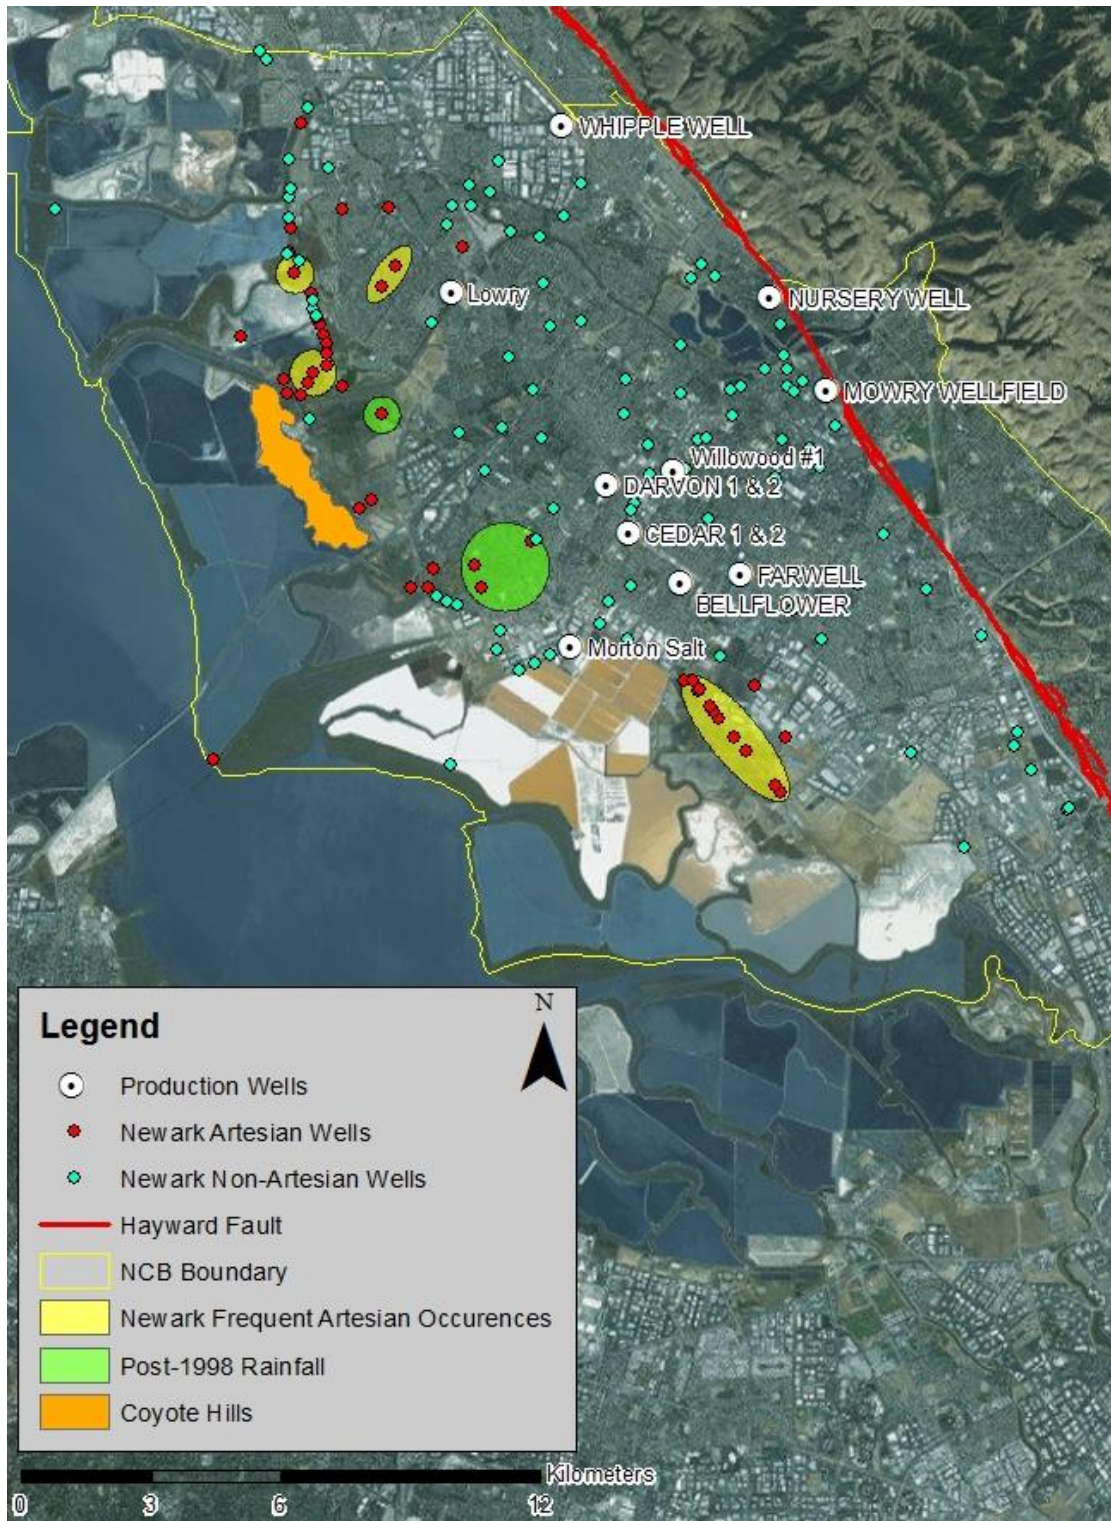 WHIPPLE WELL
Lowry
NURSERY WELL
MOWRY WELLFIELD
Willowood #1
DARVON 1 & 2
CEDAR 1 & 2
FARWELL
BELLFLOWER
Morton Salt
N
Legend
Production Wells
Newark Artesian Wells
Newark Non-Artesian Wells
Hayward Fault
NCB Boundary
Newark Frequent Artesian Occurences
Post-1998 Rainfall
Coyote Hills
Kilometers
0 3 6 12